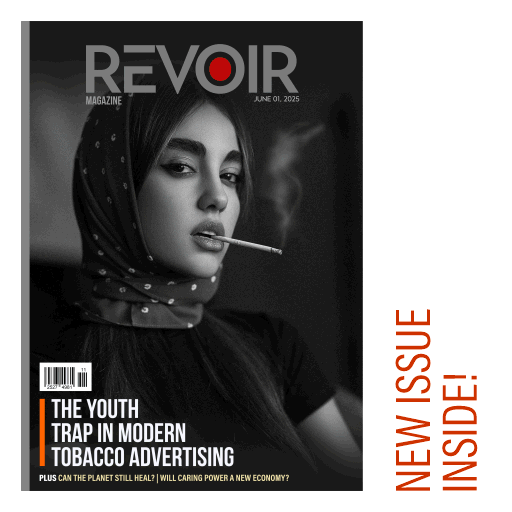 REVOIR
MAGAZINE
JUNE 01, 2025
THE YOUTH
TRAP IN MODERN
TOBACCO ADVERTISING
PLUS CAN THE PLANET STILL HEAL? | WILL CARING POWER A NEW ECONOMY?
NEW ISSUE
INSIDE!